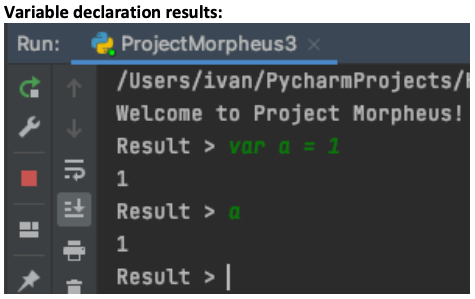 Variable declaration results:
Run: ProjectMorpheus3 ×
/Users/ivan/PycharmProjects/
Welcome to Project Morpheus!
Result > var a = 1
1
Result > a
1
Result >